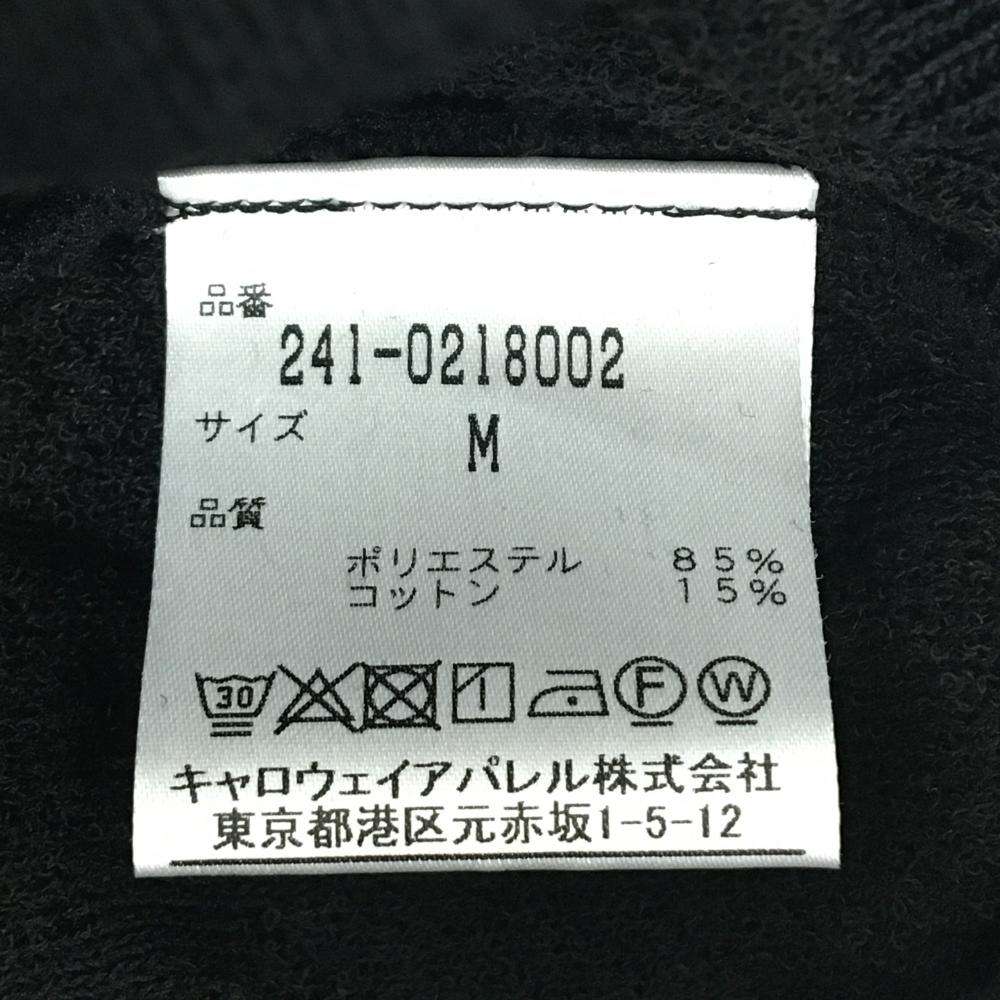 品番
241-0218002
サイズ M
品質
ポリエステル 85%
コットン 15%
30 F W
キャロウェイアパレル株式会社
東京都港区元赤坂1-5-12